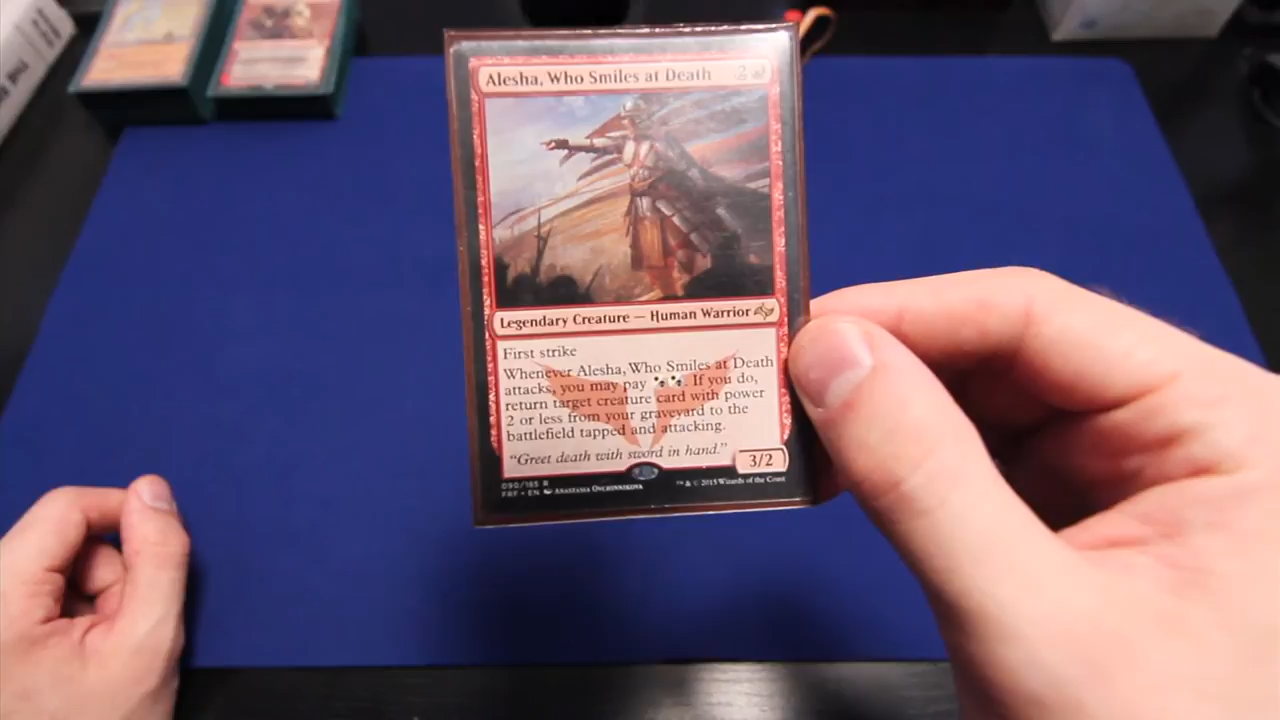 Alesha, Who Smiles at Death 2
Legendary Creature — Human Warrior
First strike
Whenever Alesha, Who Smiles at Death
attacks, you may pay . If you do,
return target creature card with power
2 or less from your graveyard to the
battlefield tapped and attacking.
"Greet death with sword in hand."
3/2
090/185 R
FRF • EN Anastasia Ovchinnikova
™ & © 2015 Wizards of the Coast